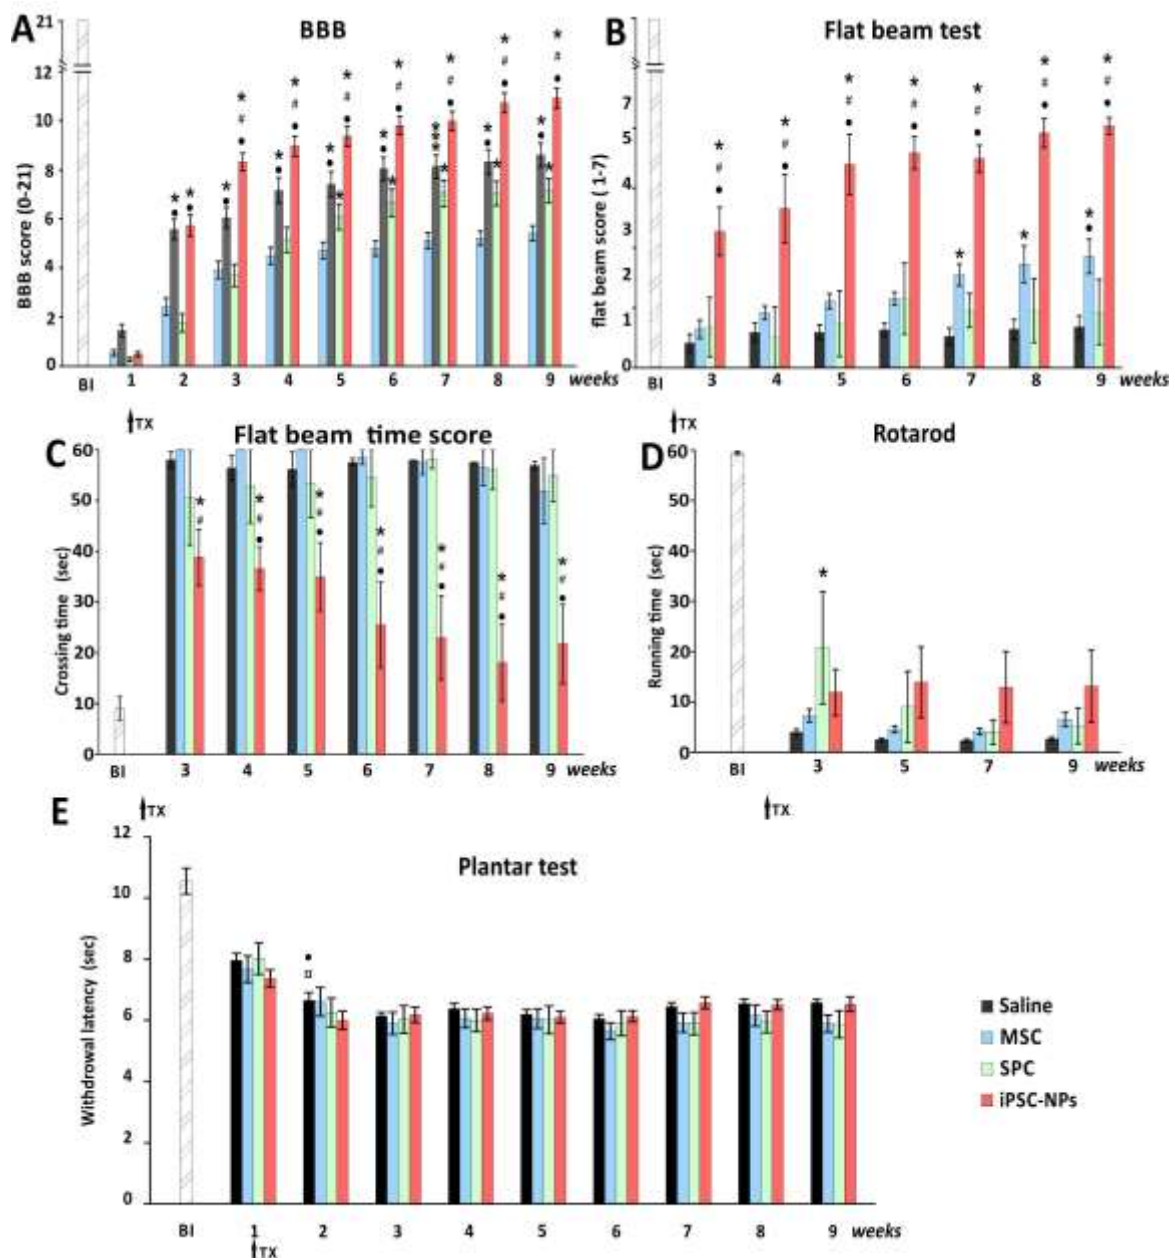 A
BBB
21
12
10
8
6
4
2
0
BBB score (0-21)
BI
1 2 3 4 5 6 7 8 9 weeks
TX
B
Flat beam test
7
5
4
3
2
1
0
flat beam score ( 1-7)
BI
3 4 5 6 7 8 9 weeks
TX
C
Flat beam time score
60
50
40
30
20
10
0
Crossing time (sec)
BI
3 4 5 6 7 8 9 weeks
TX
D
Rotarod
60
50
40
30
20
10
0
Running time (sec)
BI
3 5 7 9 weeks
TX
E
Plantar test
12
10
8
6
4
2
0
Withdrawal latency (sec)
BI
1 2 3 4 5 6 7 8 9 weeks
TX
Saline
MSC
SPC
iPSC-NPs